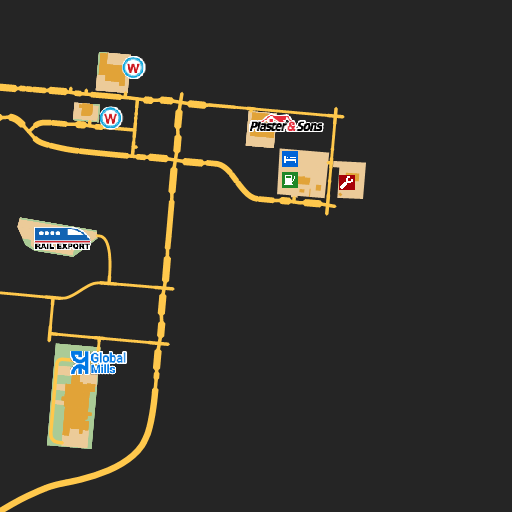 W
W
Plaster & Sons
RAIL EXPORT
Global
Mills